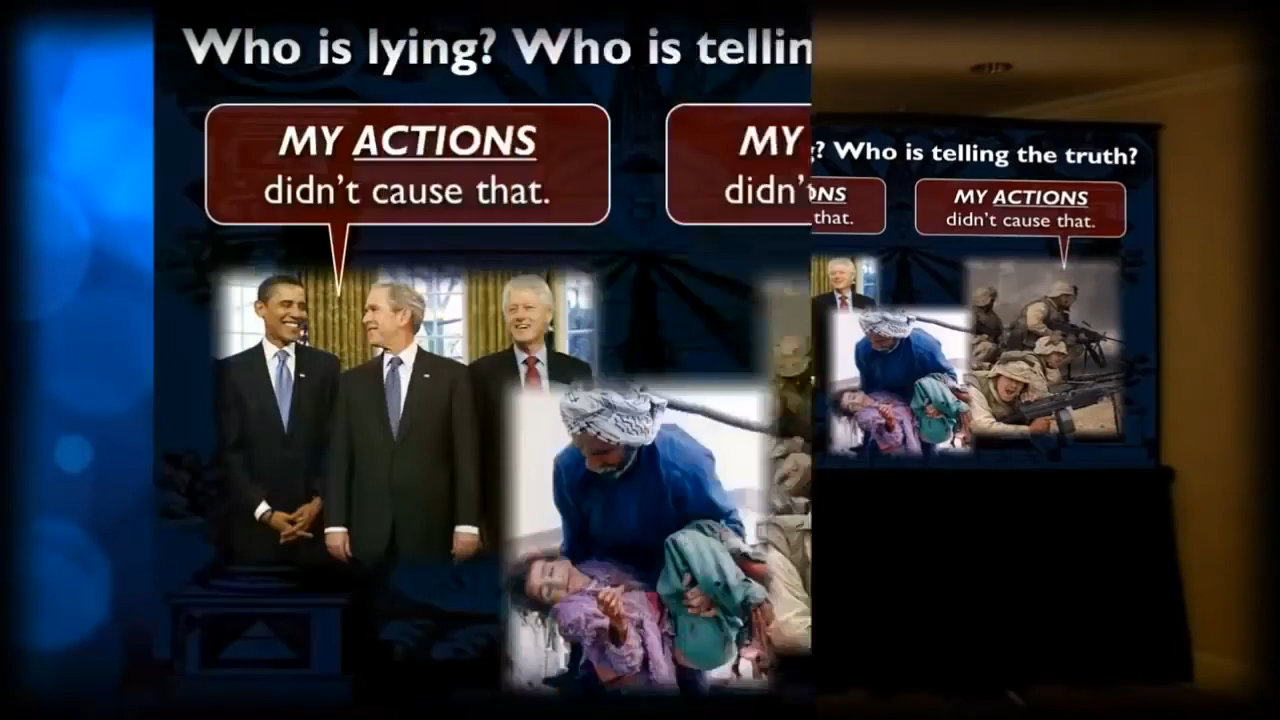 Who is lying? Who is tellin
MY ACTIONS
didn't cause that.
MY
didn'
? Who is telling the truth?
ONS
that.
MY ACTIONS
didn't cause that.